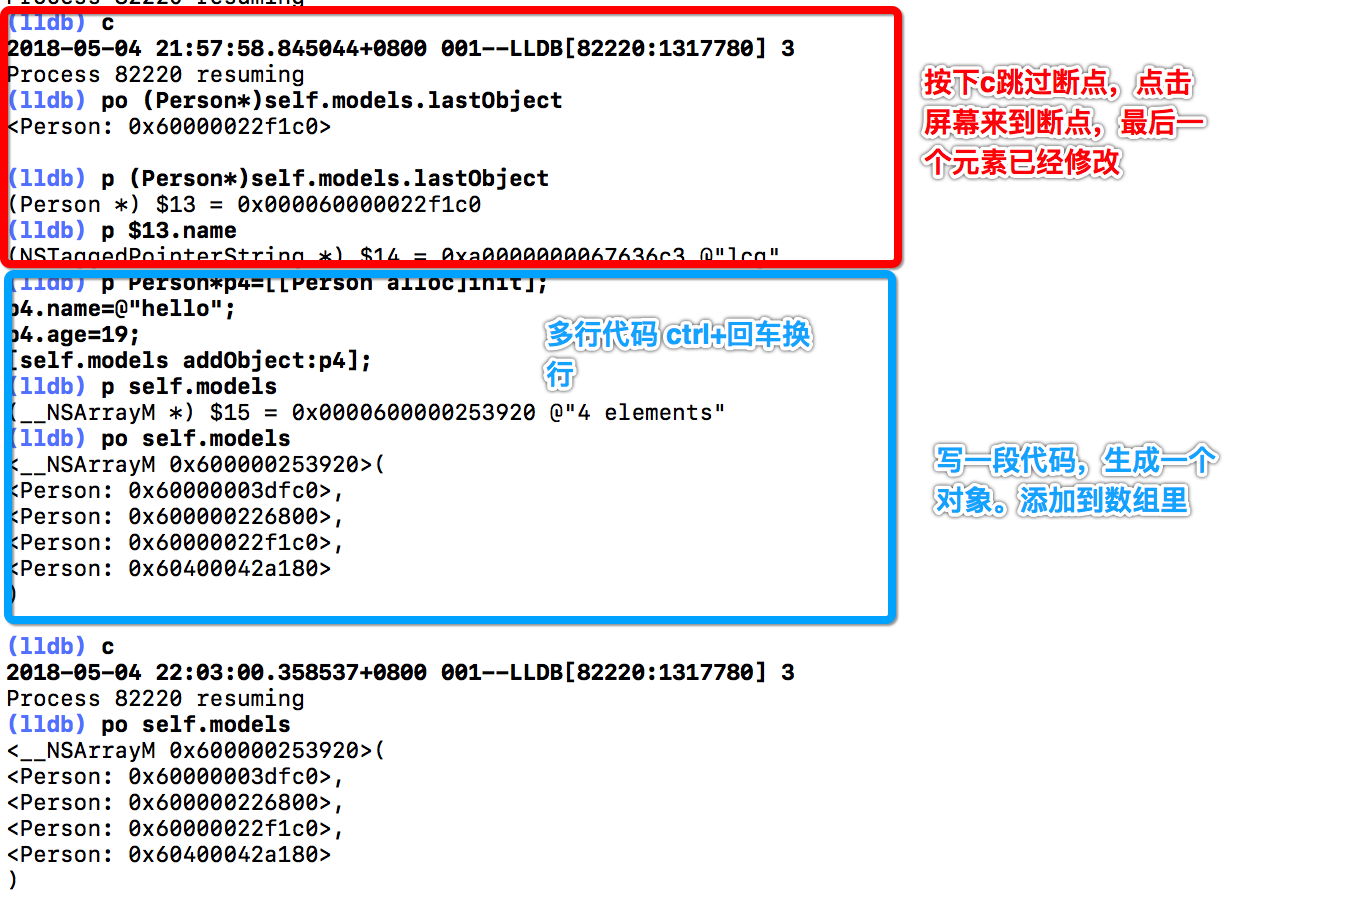 Process 82220 resuming
(lldb) c
2018-05-04 21:57:58.845044+0800 001--LLDB[82220:1317780] 3
Process 82220 resuming
(lldb) po (Person*)self.models.lastObject
<Person: 0x60000022f1c0>
(lldb) p (Person*)self.models.lastObject
(Person *) $13 = 0x000060000022f1c0
(lldb) p $13.name
(NSTaggedPointerString *) $14 = 0xa0000000067636c3 @"lcg"
按下c跳过断点，点击
屏幕来到断点，最后一
个元素已经修改
(lldb) p Person*p4=[[Person alloc]init];
p4.name=@"hello";
p4.age=19;
[self.models addObject:p4];
(lldb) p self.models
(__NSArrayM *) $15 = 0x0000600000253920 @"4 elements"
(lldb) po self.models
<__NSArrayM 0x600000253920>(
<Person: 0x60000003dfc0>,
<Person: 0x600000226800>,
<Person: 0x60000022f1c0>,
<Person: 0x60400042a180>
)
多行代码 ctrl+回车换
行
写一段代码，生成一个
对象。添加到数组里
(lldb) c
2018-05-04 22:03:00.358537+0800 001--LLDB[82220:1317780] 3
Process 82220 resuming
(lldb) po self.models
<__NSArrayM 0x600000253920>(
<Person: 0x60000003dfc0>,
<Person: 0x600000226800>,
<Person: 0x60000022f1c0>,
<Person: 0x60400042a180>
)